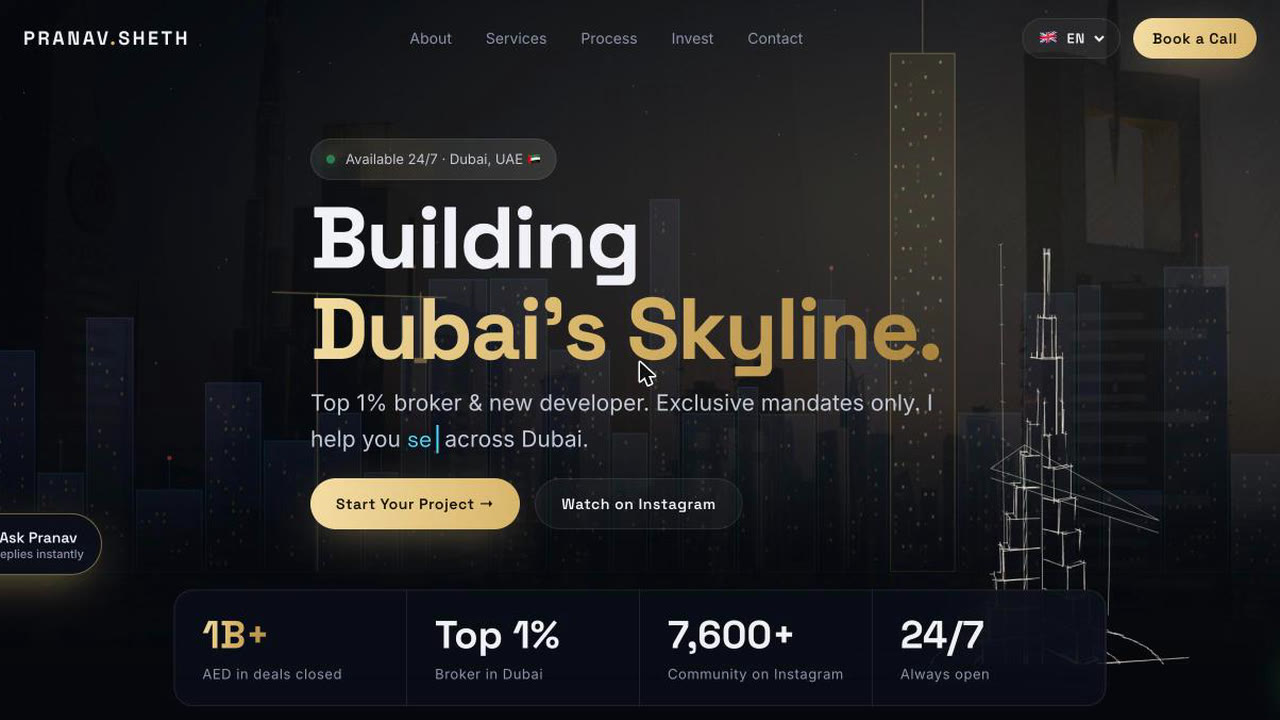 PRANAV.SHETH
About
Services
Process
Invest
Contact
EN
Book a Call
Available 24/7 · Dubai, UAE
Building
Dubai's Skyline.
Top 1% broker & new developer. Exclusive mandates only. I
help you se across Dubai.
Start Your Project →
Watch on Instagram
Ask Pranav
eplies instantly
1B+
AED in deals closed
Top 1%
Broker in Dubai
7,600+
Community on Instagram
24/7
Always open